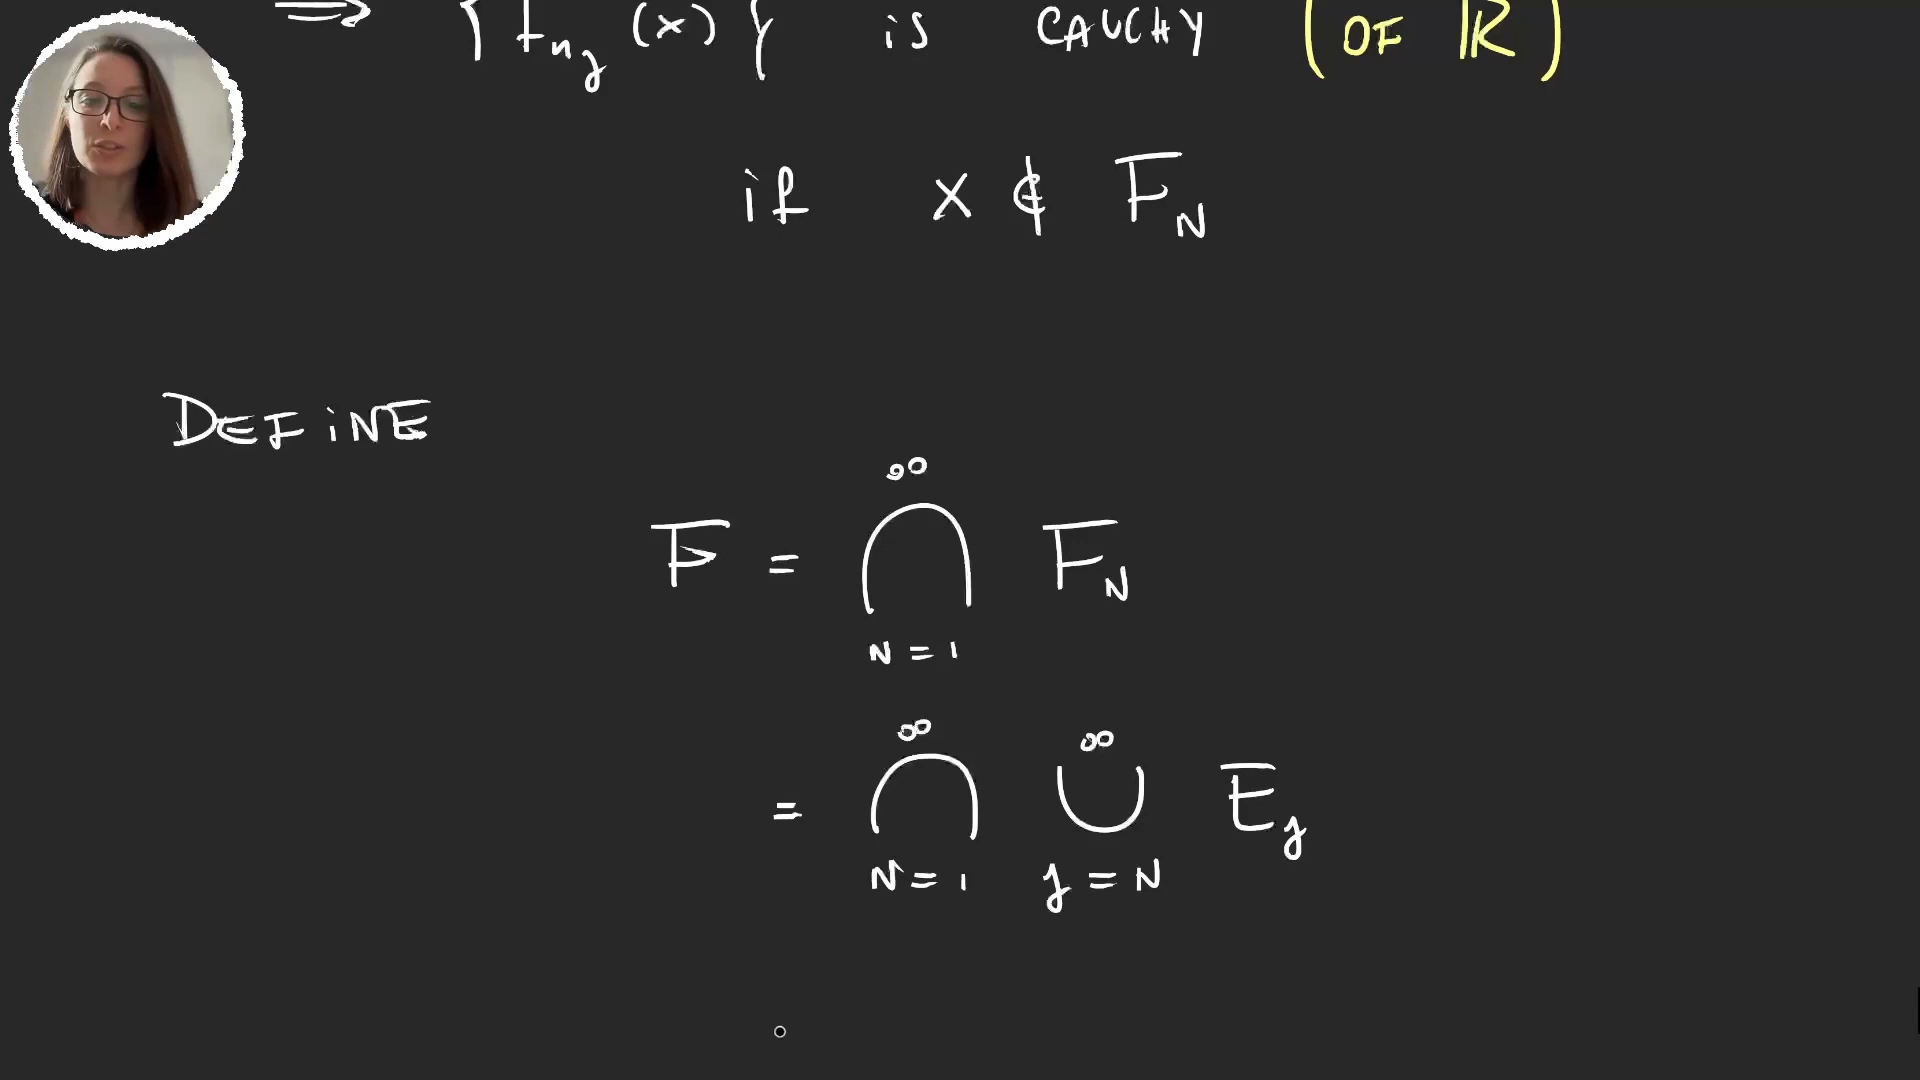 ⟹ { f_{n_j} (x) } is CAUCHY (OF ℝ)
if x ∉ F_N
DEFINE
F = ⋂_{N=1}^{∞} F_N
= ⋂_{N=1}^{∞} ⋃_{j=N}^{∞} E_j